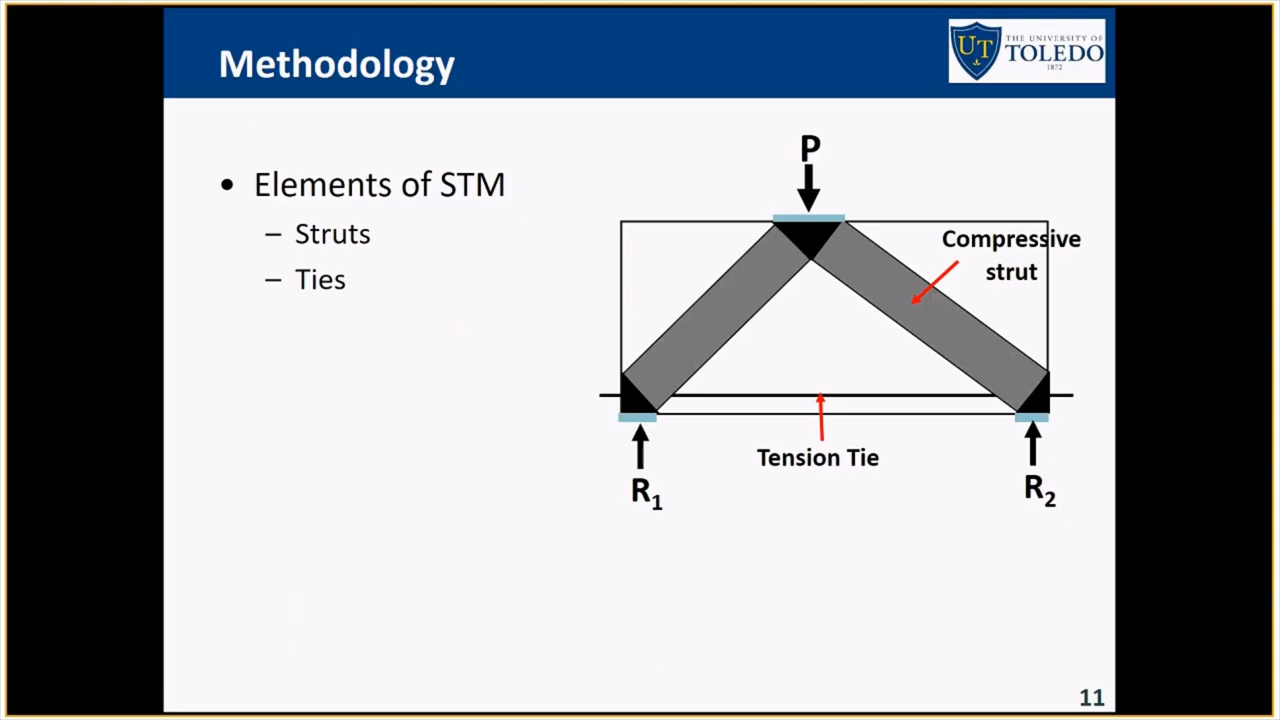 Methodology
UT
THE UNIVERSITY OF
TOLEDO
1872
• Elements of STM
– Struts
– Ties
P
Compressive
strut
Tension Tie
R1
R2
11